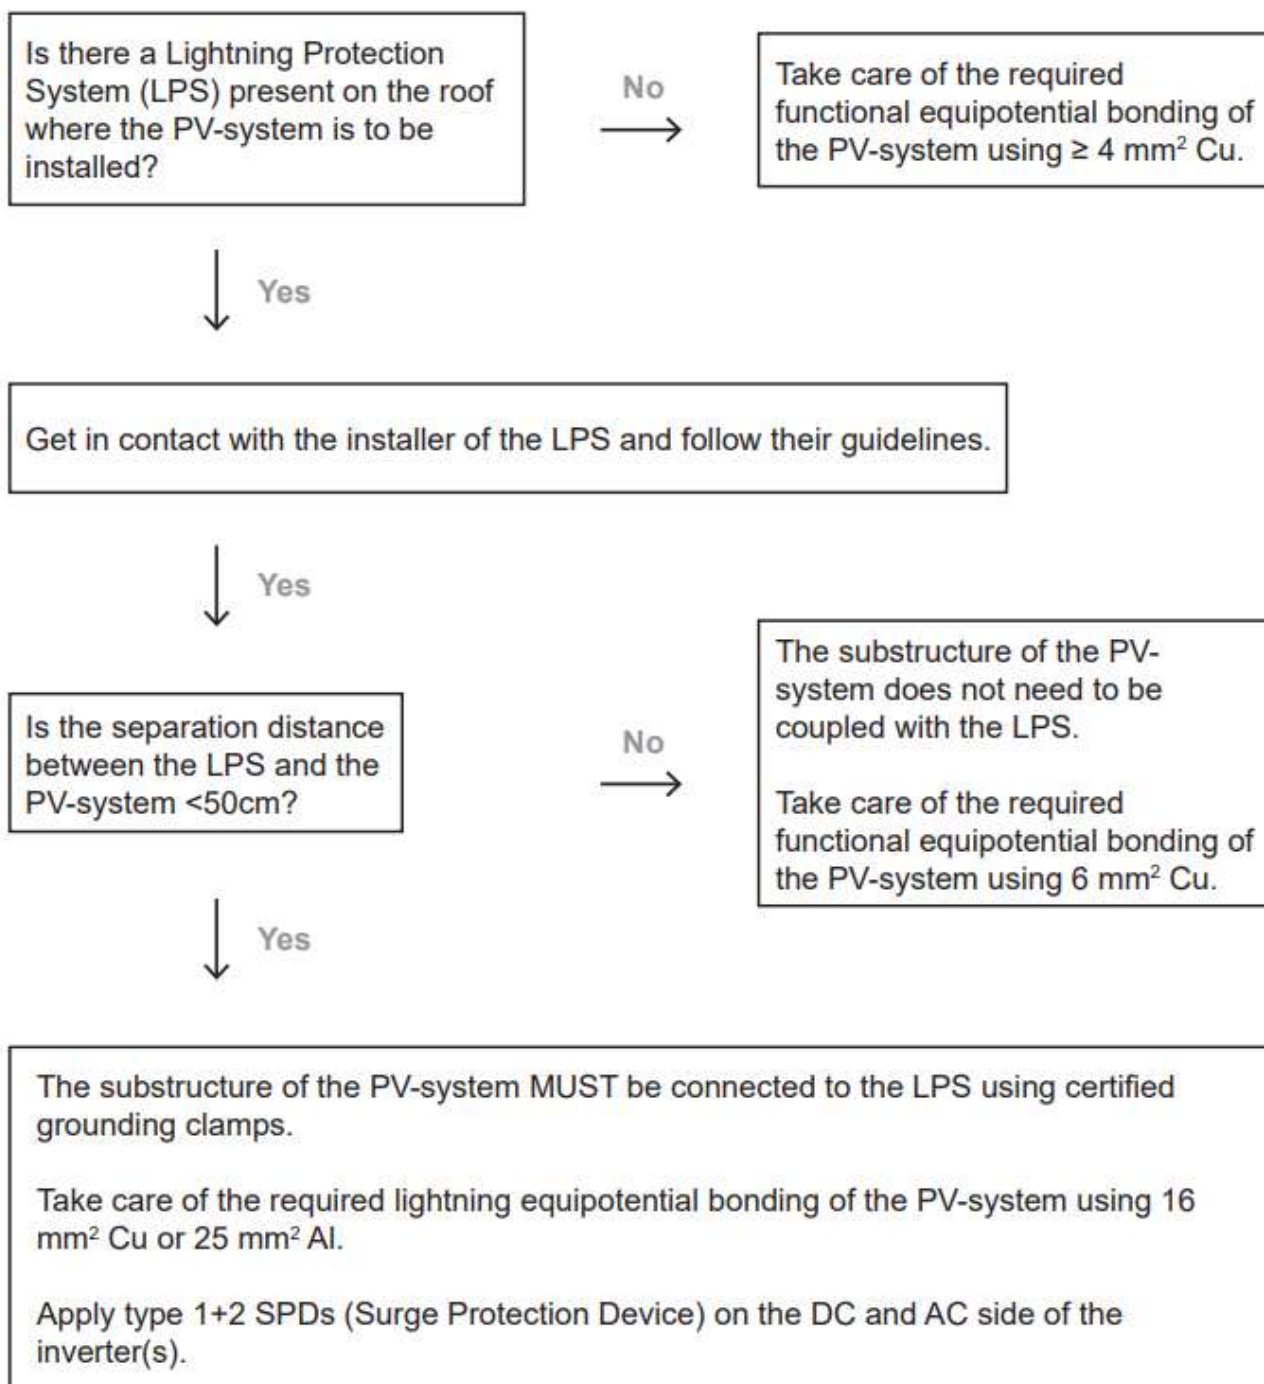 Is there a Lightning Protection
System (LPS) present on the roof
where the PV-system is to be
installed?
No
Take care of the required
functional equipotential bonding of
the PV-system using ≥ 4 mm² Cu.
Yes
Get in contact with the installer of the LPS and follow their guidelines.
Yes
Is the separation distance
between the LPS and the
PV-system <50cm?
No
The substructure of the PV-
system does not need to be
coupled with the LPS.
Take care of the required
functional equipotential bonding of
the PV-system using 6 mm² Cu.
Yes
The substructure of the PV-system MUST be connected to the LPS using certified
grounding clamps.
Take care of the required lightning equipotential bonding of the PV-system using 16
mm² Cu or 25 mm² Al.
Apply type 1+2 SPDs (Surge Protection Device) on the DC and AC side of the
inverter(s).